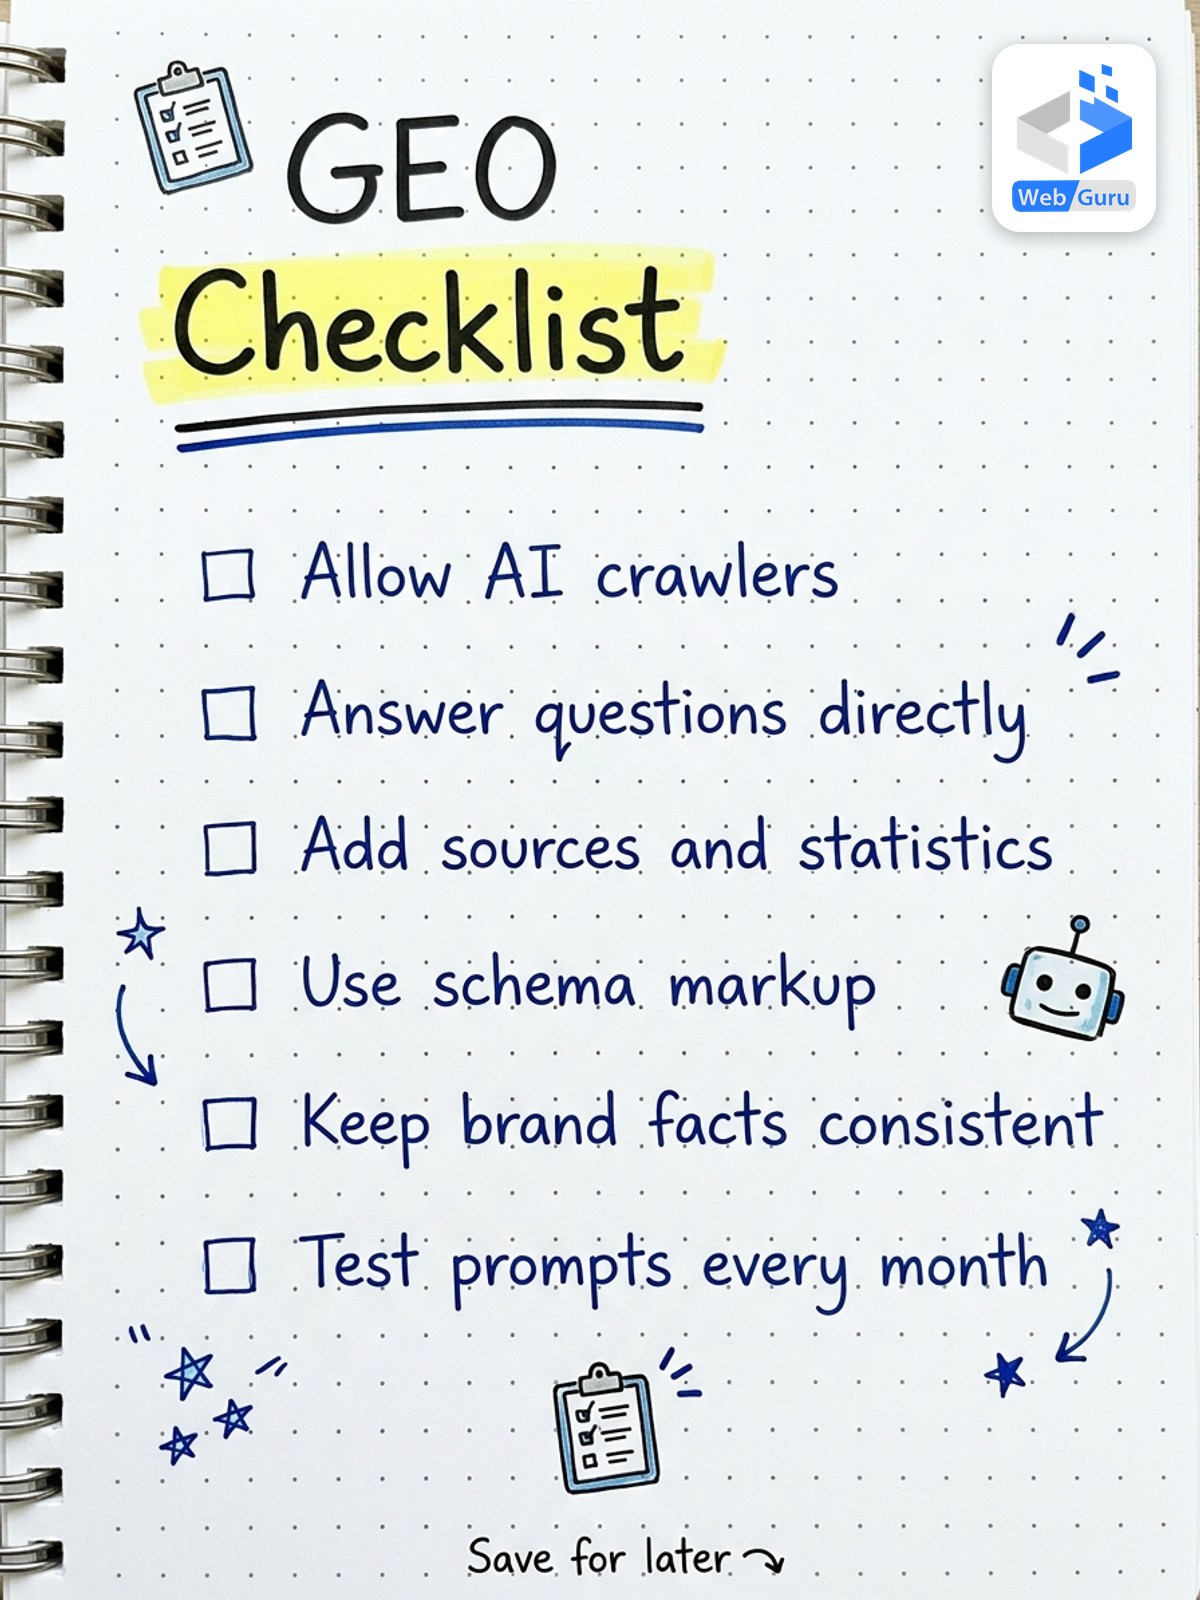 GEO
Checklist
Web Guru
Allow AI crawlers
Answer questions directly
Add sources and statistics
Use schema markup
Keep brand facts consistent
Test prompts every month
Save for later